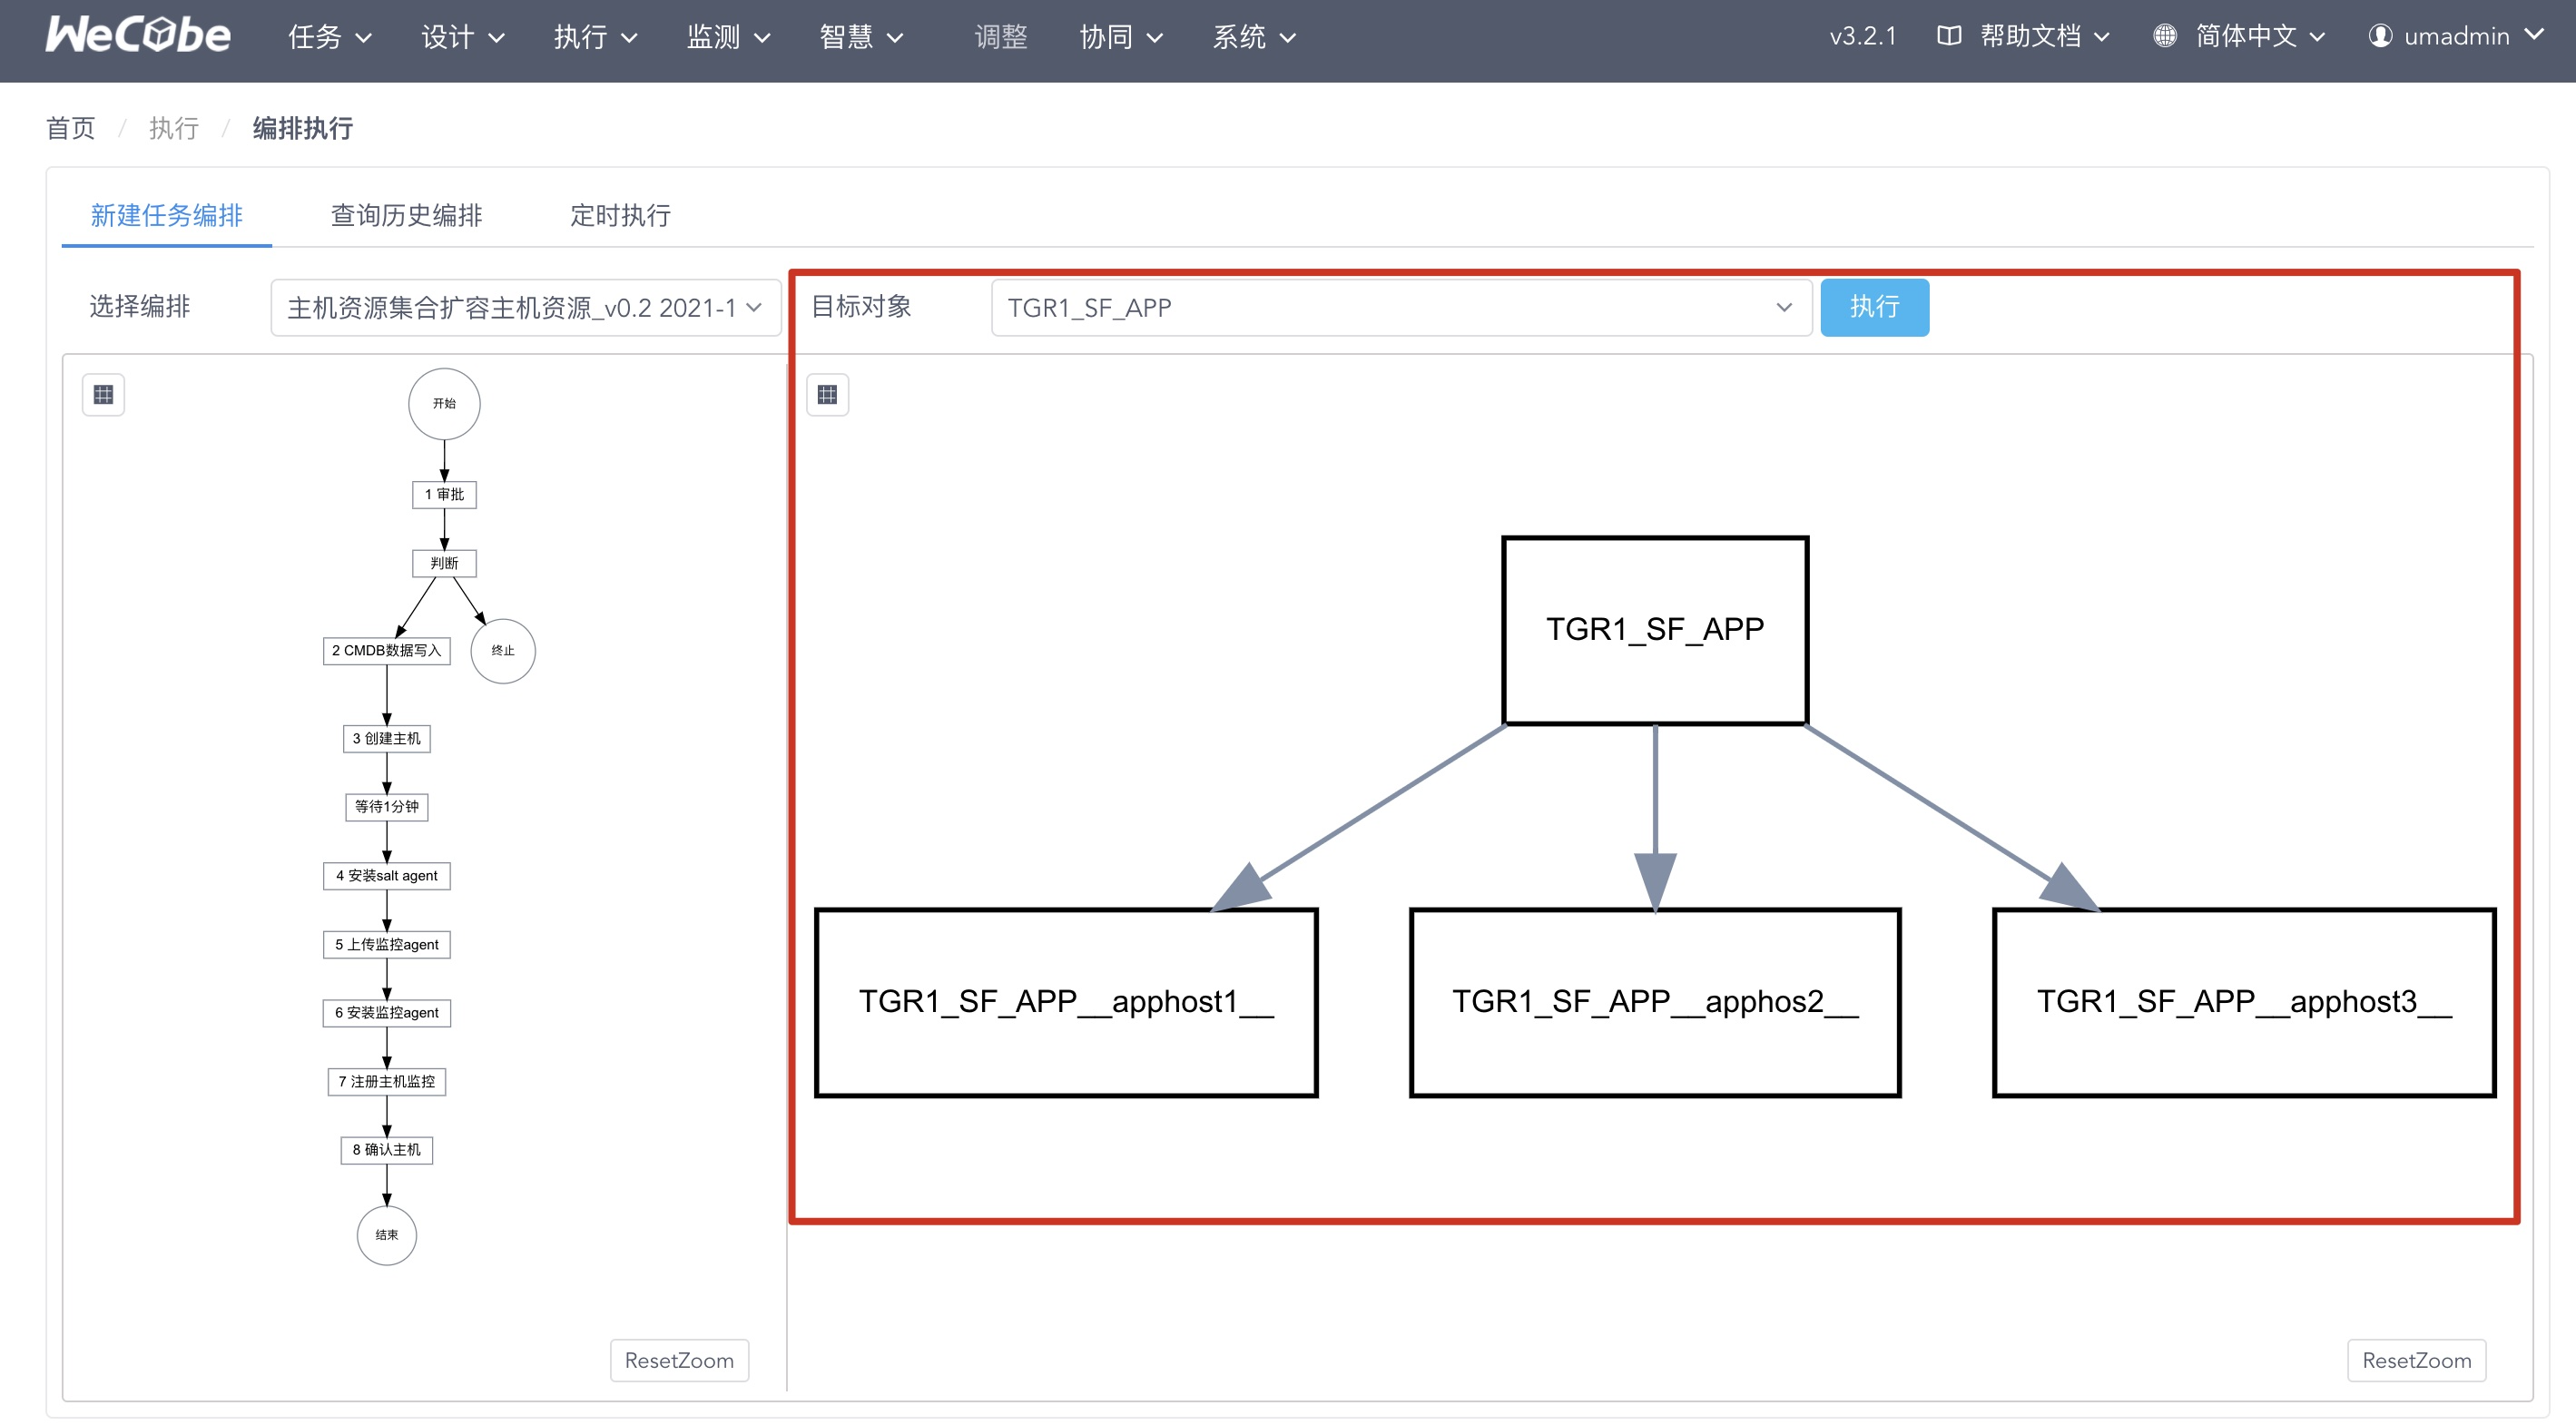 WeCube 任务 设计 执行 监测 智慧 调整 协同 系统 v3.2.1 帮助文档 简体中文 umadmin
首页 / 执行 / 编排执行
新建任务编排 查询历史编排 定时执行
选择编排 主机资源集合扩容主机资源_v0.2 2021-1 目标对象 TGR1_SF_APP 执行
开始
1 审批
判断
2 CMDB数据写入
终止
3 创建主机
等待1分钟
4 安装salt agent
5 上传监控agent
6 安装监控agent
7 注册主机监控
8 确认主机
结束
ResetZoom
TGR1_SF_APP
TGR1_SF_APP__apphost1__
TGR1_SF_APP__apphos2__
TGR1_SF_APP__apphost3__
ResetZoom